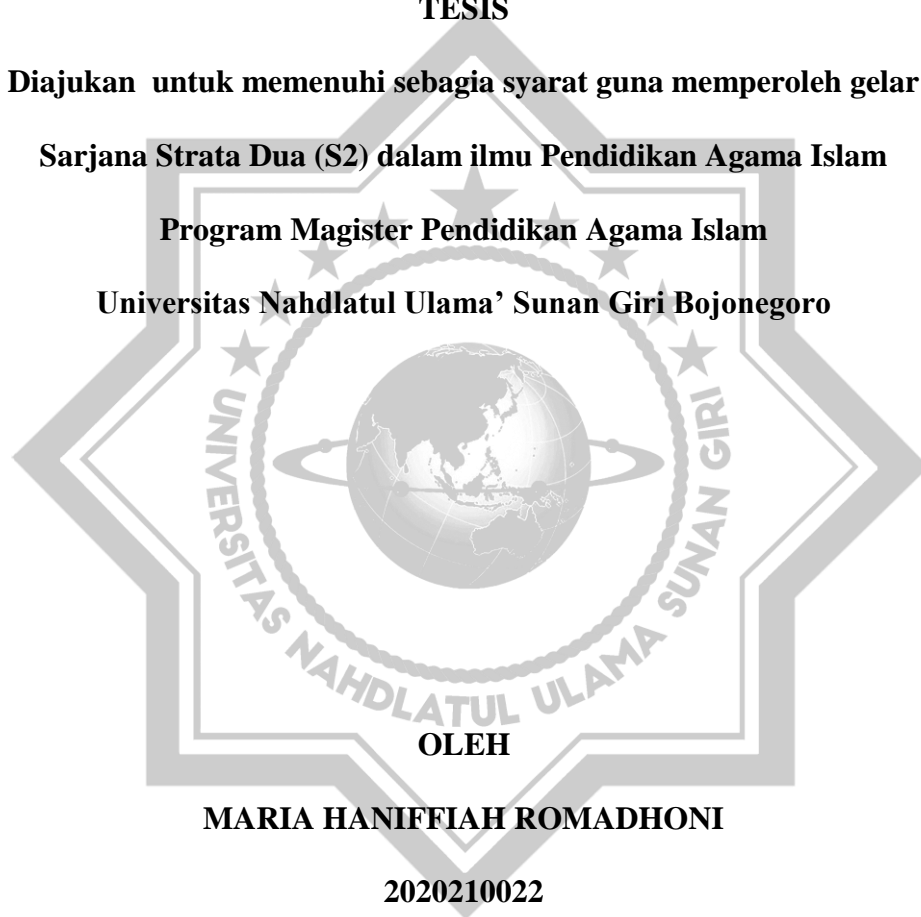 TESIS
Diajukan untuk memenuhi sebagia syarat guna memperoleh gelar
Sarjana Strata Dua (S2) dalam ilmu Pendidikan Agama Islam
Program Magister Pendidikan Agama Islam
Universitas Nahdlatul Ulama’ Sunan Giri Bojonegoro
UNIVERSITAS NAHDLATUL ULAMA SUNAN GIRI
OLEH
MARIA HANIFFIAH ROMADHONI
2020210022